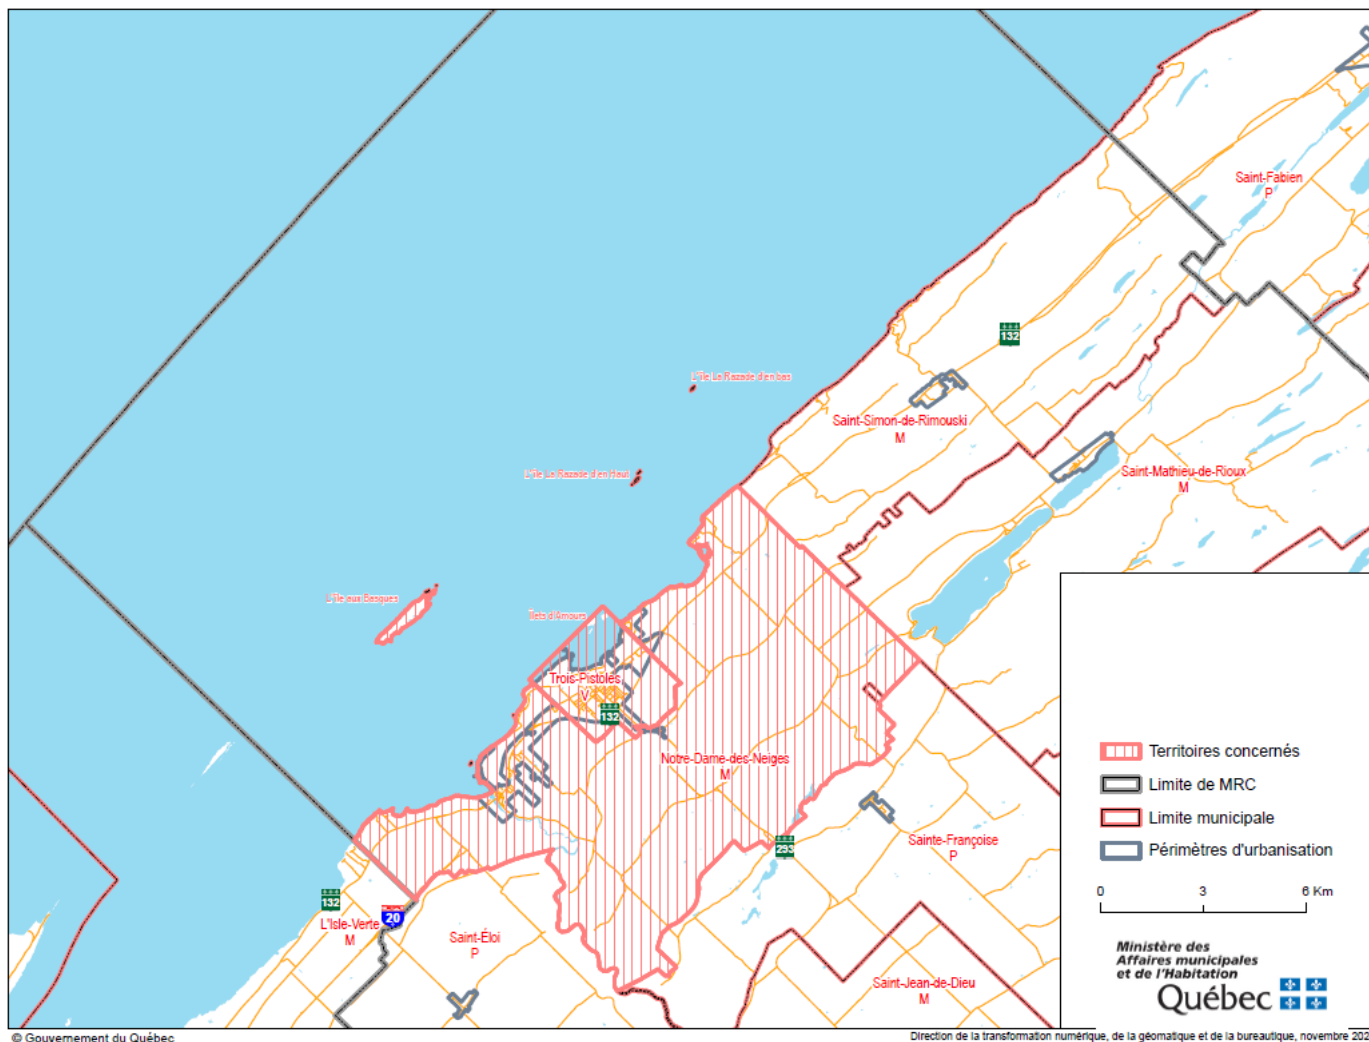 Saint-Fabien
P
132
L'Île La Razade d'en bas
Saint-Simon-de-Rimouski
M
L'Île La Razade d'en Haut
Saint-Mathieu-de-Rioux
M
L'Île aux Basques
Îlets d'Amours
Trois-Pistoles
V
132
Notre-Dame-des-Neiges
M
293
Sainte-Françoise
P
132
L'Isle-Verte
M
20
Saint-Éloi
P
Saint-Jean-de-Dieu
M
Territoires concernés
Limite de MRC
Limite municipale
Périmètres d'urbanisation
0 3 6 Km
Ministère des
Affaires municipales
et de l'Habitation
Québec
© Gouvernement du Québec
Direction de la transformation numérique, de la géomatique et de la bureautique, novembre 202